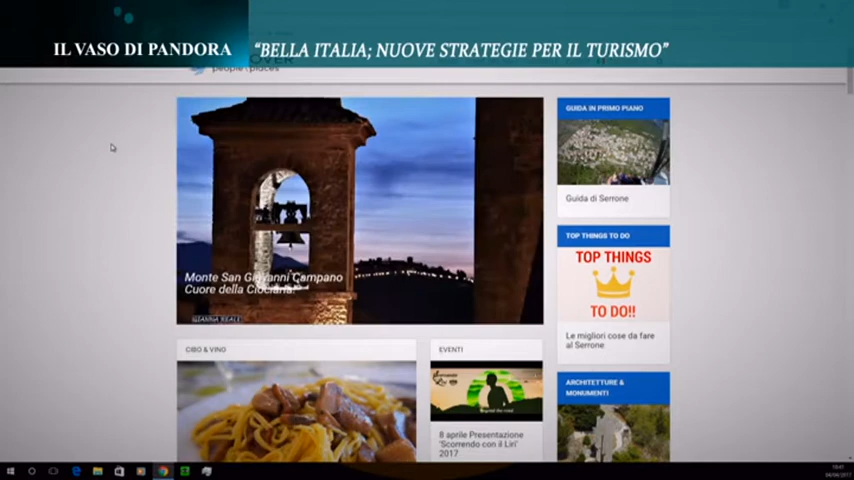 IL VASO DI PANDORA
“BELLA ITALIA; NUOVE STRATEGIE PER IL TURISMO”
people&places
Monte San Giovanni Campano
Cuore della Ciociaria!
GIANNA REALE
GUIDA IN PRIMO PIANO
Guida di Serrone
TOP THINGS TO DO
TOP THINGS
TO DO!!
Le migliori cose da fare
al Serrone
CIBO & VINO
EVENTI
8 aprile Presentazione
'Scorrendo con il Liri'
2017
ARCHITETTURE &
MONUMENTI